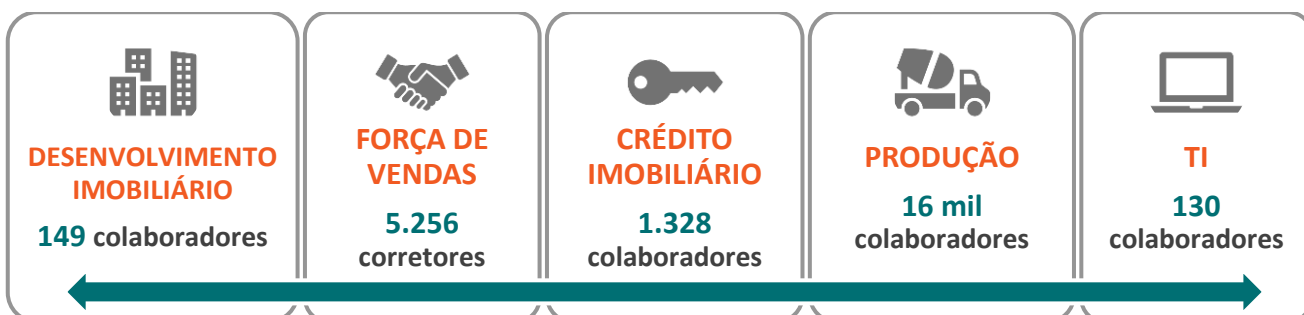 DESENVOLVIMENTO
IMOBILIÁRIO
149 colaboradores
FORÇA DE
VENDAS
5.256
corretores
CRÉDITO
IMOBILIÁRIO
1.328
colaboradores
PRODUÇÃO
16 mil
colaboradores
TI
130
colaboradores